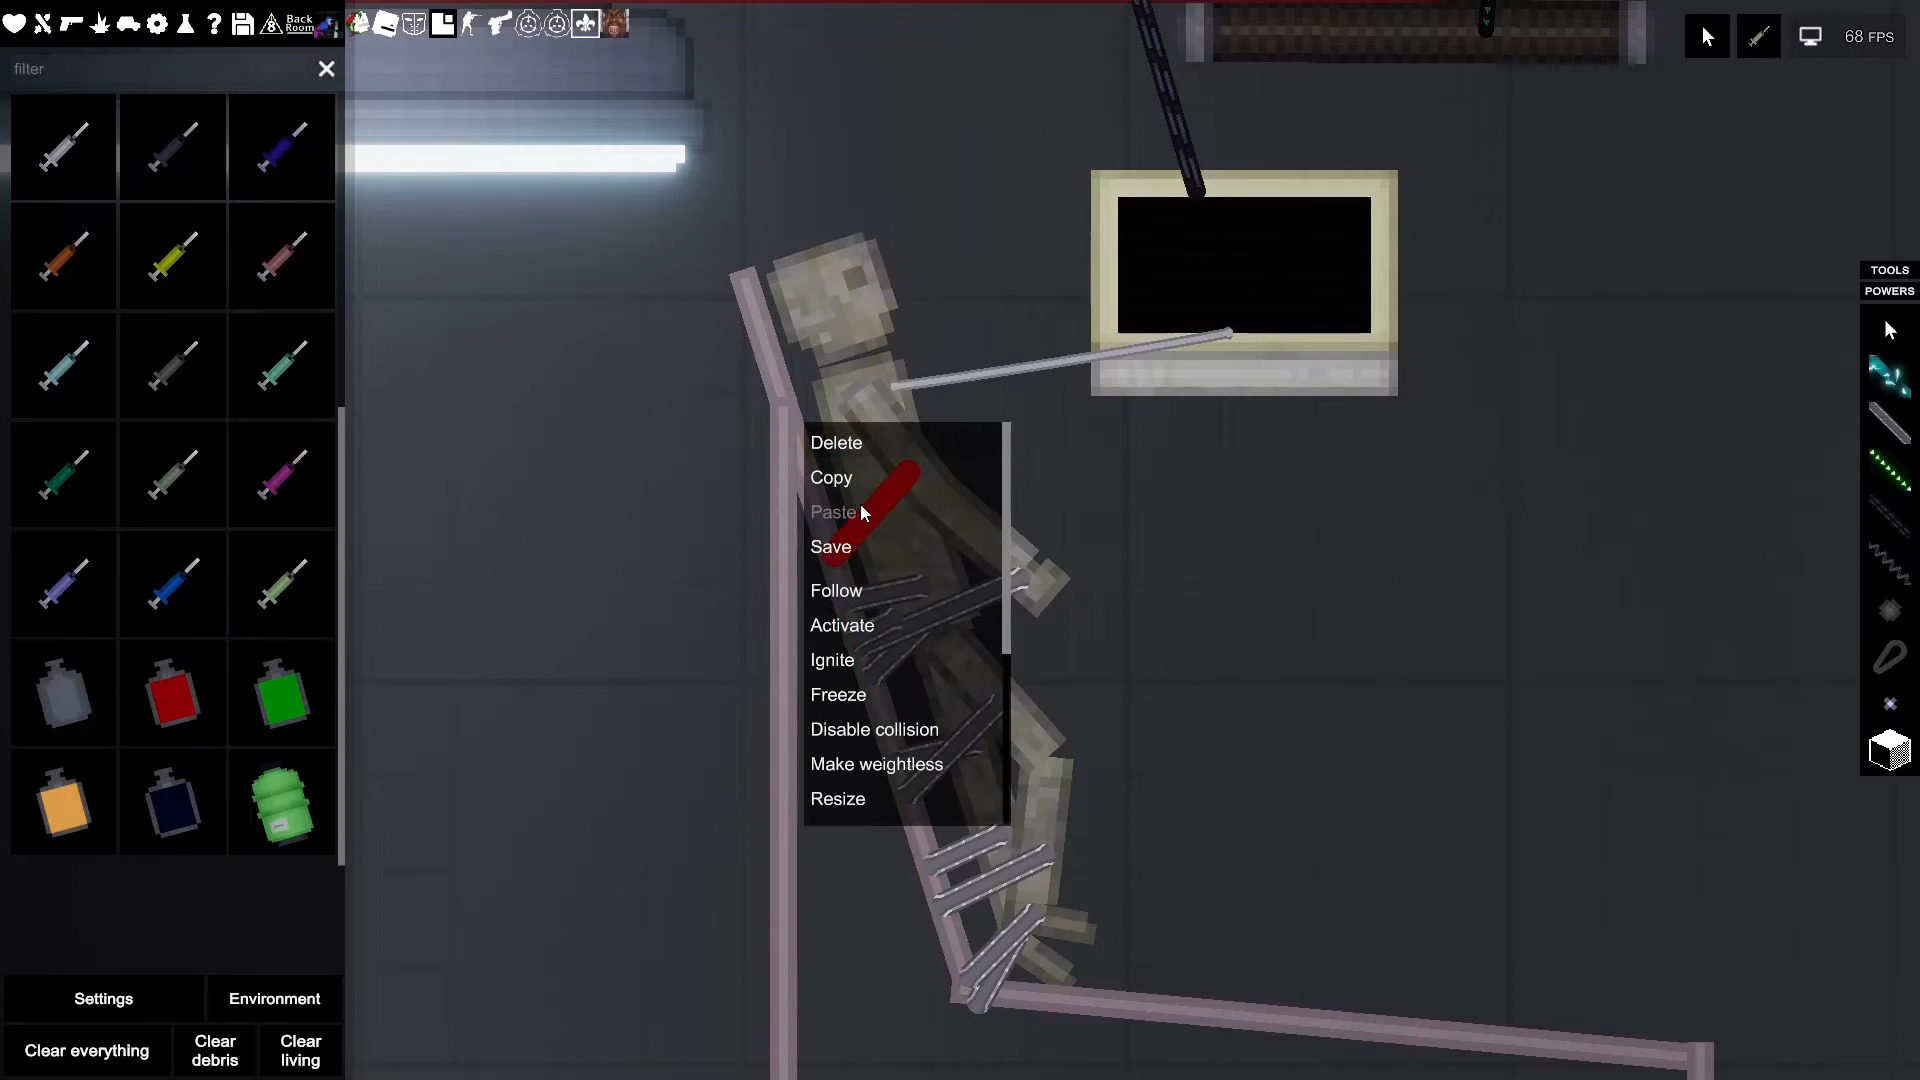 Back
Room
8
68 FPS
filter
TOOLS
POWERS
Delete
Copy
Paste
Save
Follow
Activate
Ignite
Freeze
Disable collision
Make weightless
Resize
Settings
Environment
Clear everything
Clear
debris
Clear
living